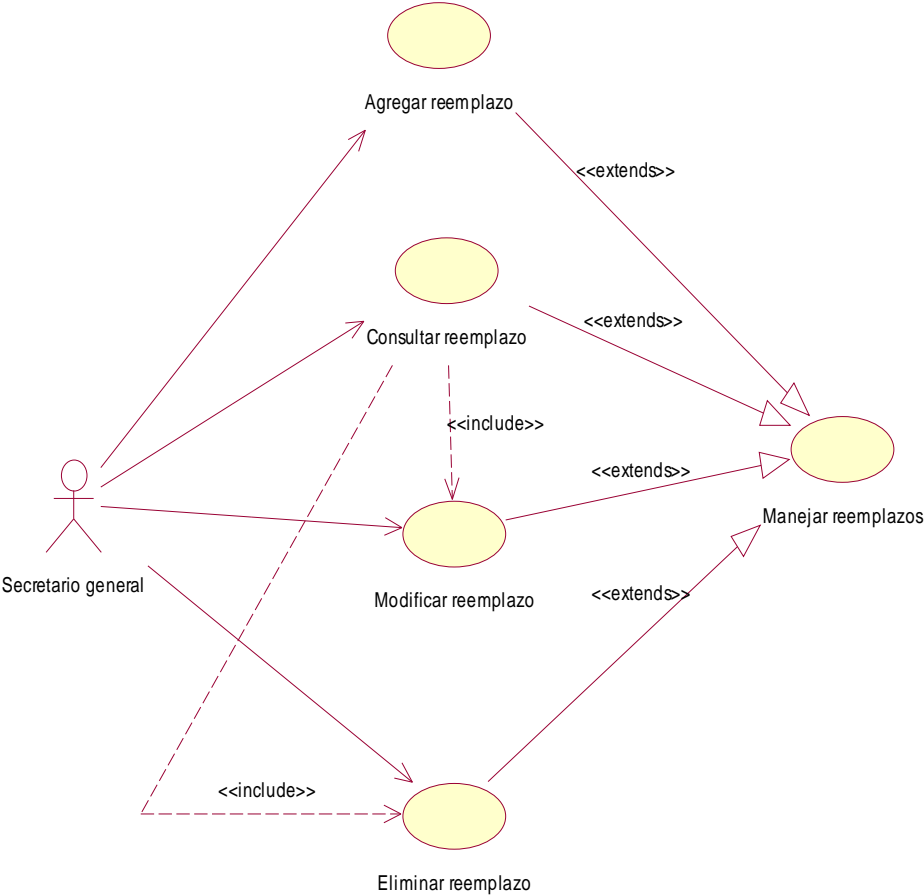 Agregar reemplazo
<<extends>>
<<extends>>
Consultar reemplazo
<<include>>
<<extends>>
Manejar reemplazos
Secretario general
Modificar reemplazo
<<extends>>
<<include>>
Eliminar reemplazo